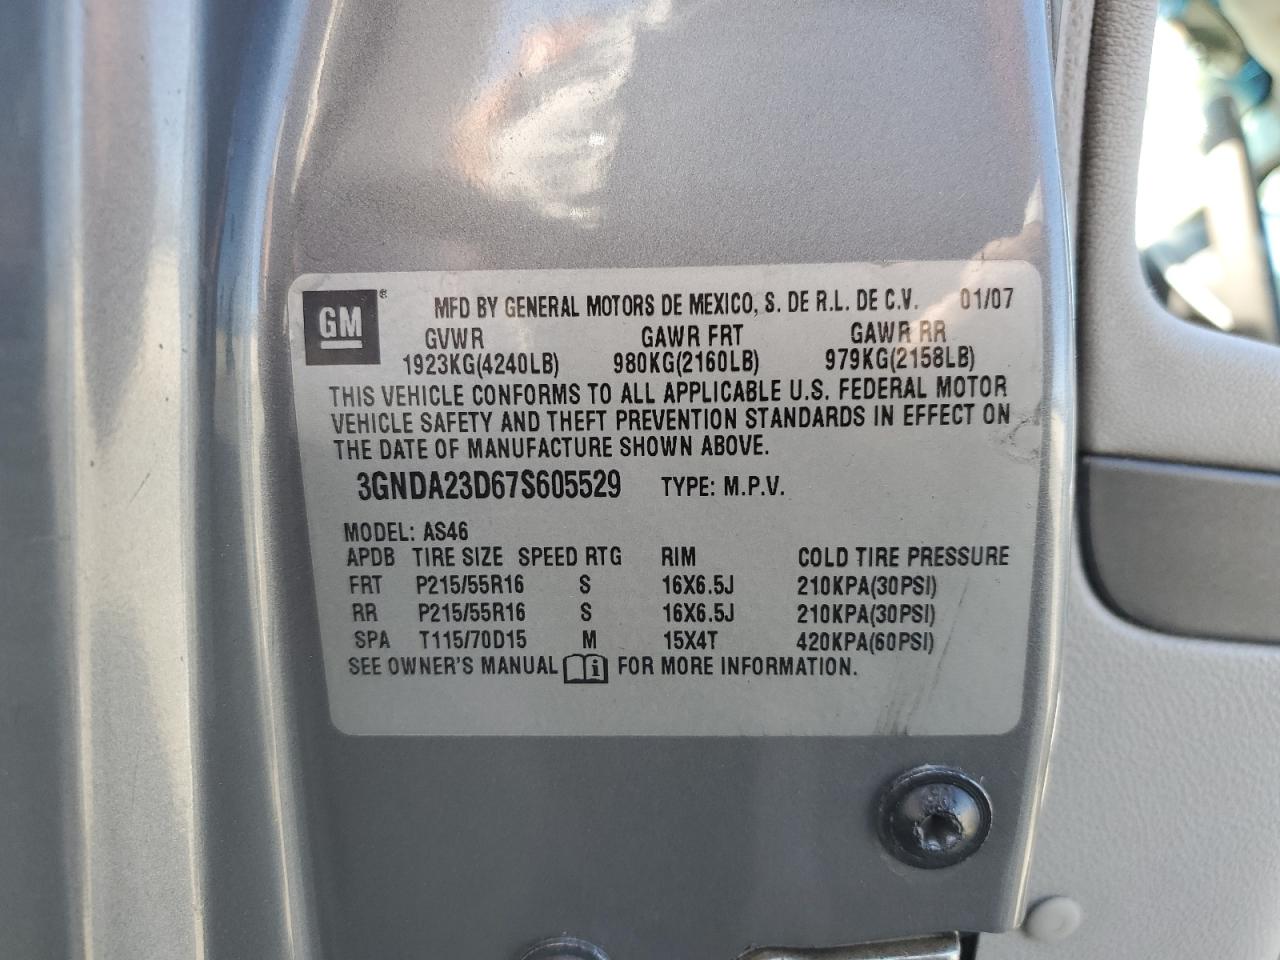 GM® MFD BY GENERAL MOTORS DE MEXICO, S. DE R.L. DE C.V. 01/07
GVWR GAWR FRT GAWR RR
1923KG(4240LB) 980KG(2160LB) 979KG(2158LB)
THIS VEHICLE CONFORMS TO ALL APPLICABLE U.S. FEDERAL MOTOR
VEHICLE SAFETY AND THEFT PREVENTION STANDARDS IN EFFECT ON
THE DATE OF MANUFACTURE SHOWN ABOVE.
3GNDA23D67S605529 TYPE: M.P.V.
MODEL: AS46
APDB TIRE SIZE SPEED RTG RIM COLD TIRE PRESSURE
FRT P215/55R16 S 16X6.5J 210KPA(30PSI)
RR P215/55R16 S 16X6.5J 210KPA(30PSI)
SPA T115/70D15 M 15X4T 420KPA(60PSI)
SEE OWNER'S MANUAL i FOR MORE INFORMATION.